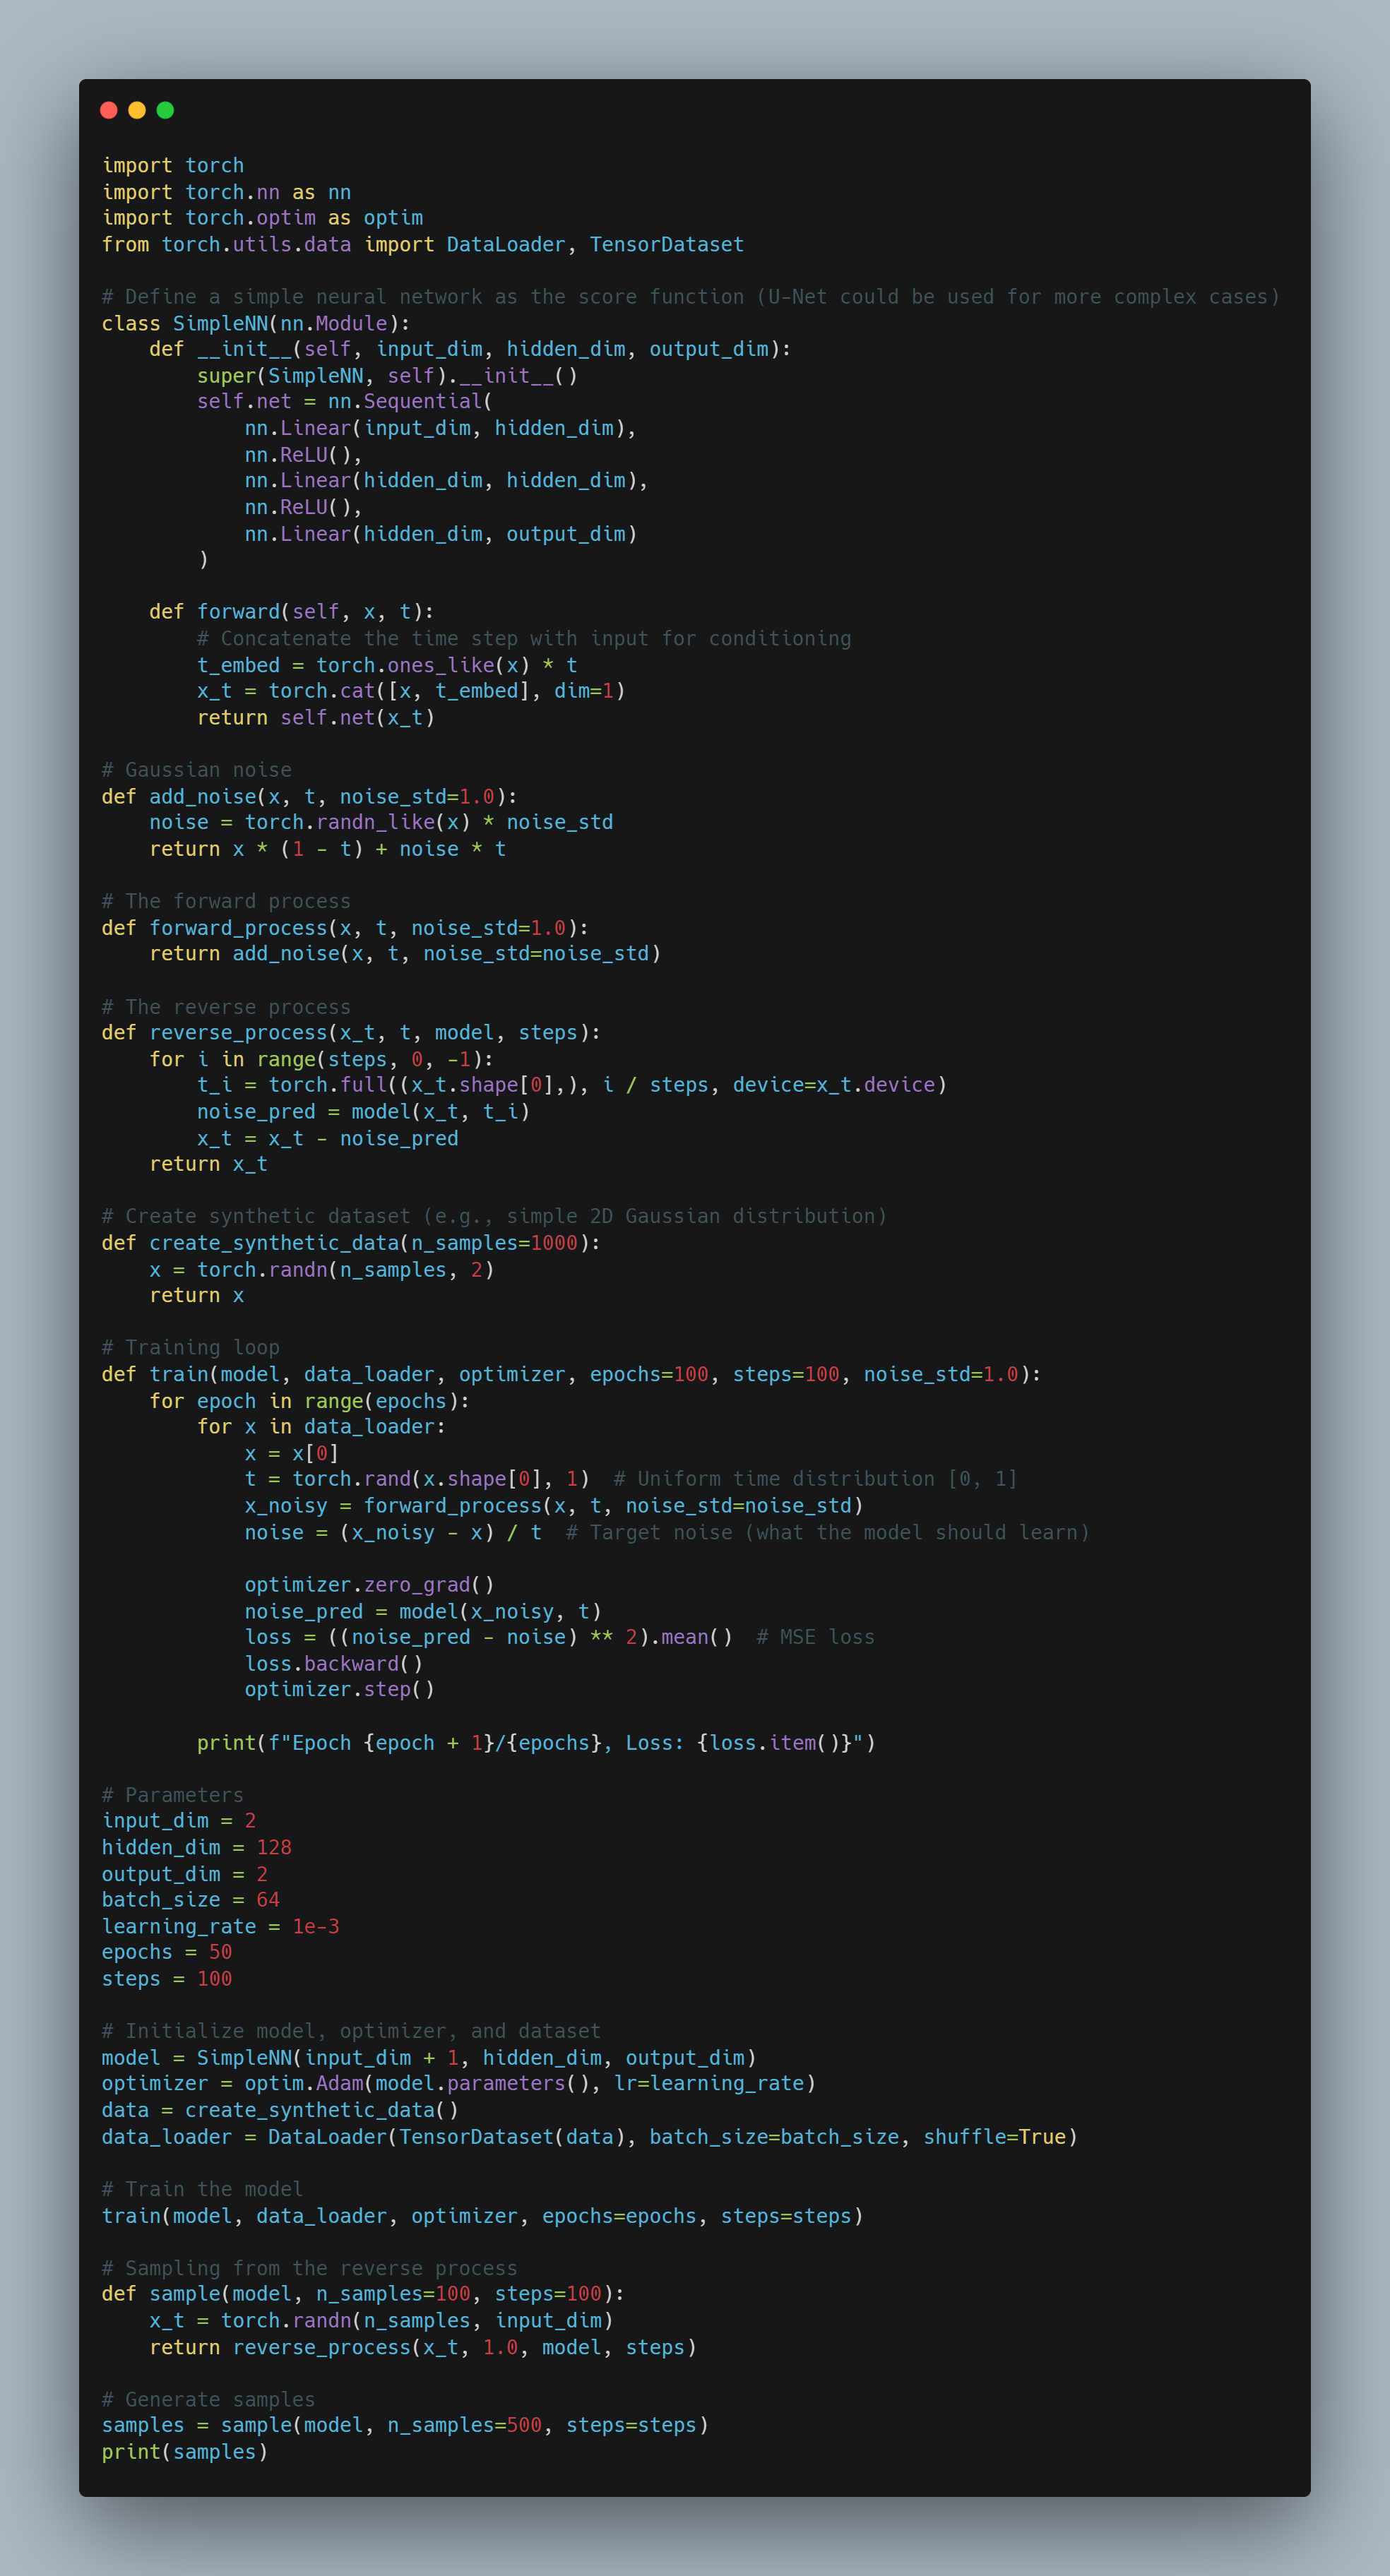 import torch
import torch.nn as nn
import torch.optim as optim
from torch.utils.data import DataLoader, TensorDataset

# Define a simple neural network as the score function (U-Net could be used for more complex cases)
class SimpleNN(nn.Module):
    def __init__(self, input_dim, hidden_dim, output_dim):
        super(SimpleNN, self).__init__()
        self.net = nn.Sequential(
            nn.Linear(input_dim, hidden_dim),
            nn.ReLU(),
            nn.Linear(hidden_dim, hidden_dim),
            nn.ReLU(),
            nn.Linear(hidden_dim, output_dim)
        )

    def forward(self, x, t):
        # Concatenate the time step with input for conditioning
        t_embed = torch.ones_like(x) * t
        x_t = torch.cat([x, t_embed], dim=1)
        return self.net(x_t)

# Gaussian noise
def add_noise(x, t, noise_std=1.0):
    noise = torch.randn_like(x) * noise_std
    return x * (1 - t) + noise * t

# The forward process
def forward_process(x, t, noise_std=1.0):
    return add_noise(x, t, noise_std=noise_std)

# The reverse process
def reverse_process(x_t, t, model, steps):
    for i in range(steps, 0, -1):
        t_i = torch.full((x_t.shape[0],), i / steps, device=x_t.device)
        noise_pred = model(x_t, t_i)
        x_t = x_t - noise_pred
    return x_t

# Create synthetic dataset (e.g., simple 2D Gaussian distribution)
def create_synthetic_data(n_samples=1000):
    x = torch.randn(n_samples, 2)
    return x

# Training loop
def train(model, data_loader, optimizer, epochs=100, steps=100, noise_std=1.0):
    for epoch in range(epochs):
        for x in data_loader:
            x = x[0]
            t = torch.rand(x.shape[0], 1)  # Uniform time distribution [0, 1]
            x_noisy = forward_process(x, t, noise_std=noise_std)
            noise = (x_noisy - x) / t  # Target noise (what the model should learn)

            optimizer.zero_grad()
            noise_pred = model(x_noisy, t)
            loss = ((noise_pred - noise) ** 2).mean()  # MSE loss
            loss.backward()
            optimizer.step()

        print(f"Epoch {epoch + 1}/{epochs}, Loss: {loss.item()}")

# Parameters
input_dim = 2
hidden_dim = 128
output_dim = 2
batch_size = 64
learning_rate = 1e-3
epochs = 50
steps = 100

# Initialize model, optimizer, and dataset
model = SimpleNN(input_dim + 1, hidden_dim, output_dim)
optimizer = optim.Adam(model.parameters(), lr=learning_rate)
data = create_synthetic_data()
data_loader = DataLoader(TensorDataset(data), batch_size=batch_size, shuffle=True)

# Train the model
train(model, data_loader, optimizer, epochs=epochs, steps=steps)

# Sampling from the reverse process
def sample(model, n_samples=100, steps=100):
    x_t = torch.randn(n_samples, input_dim)
    return reverse_process(x_t, 1.0, model, steps)

# Generate samples
samples = sample(model, n_samples=500, steps=steps)
print(samples)